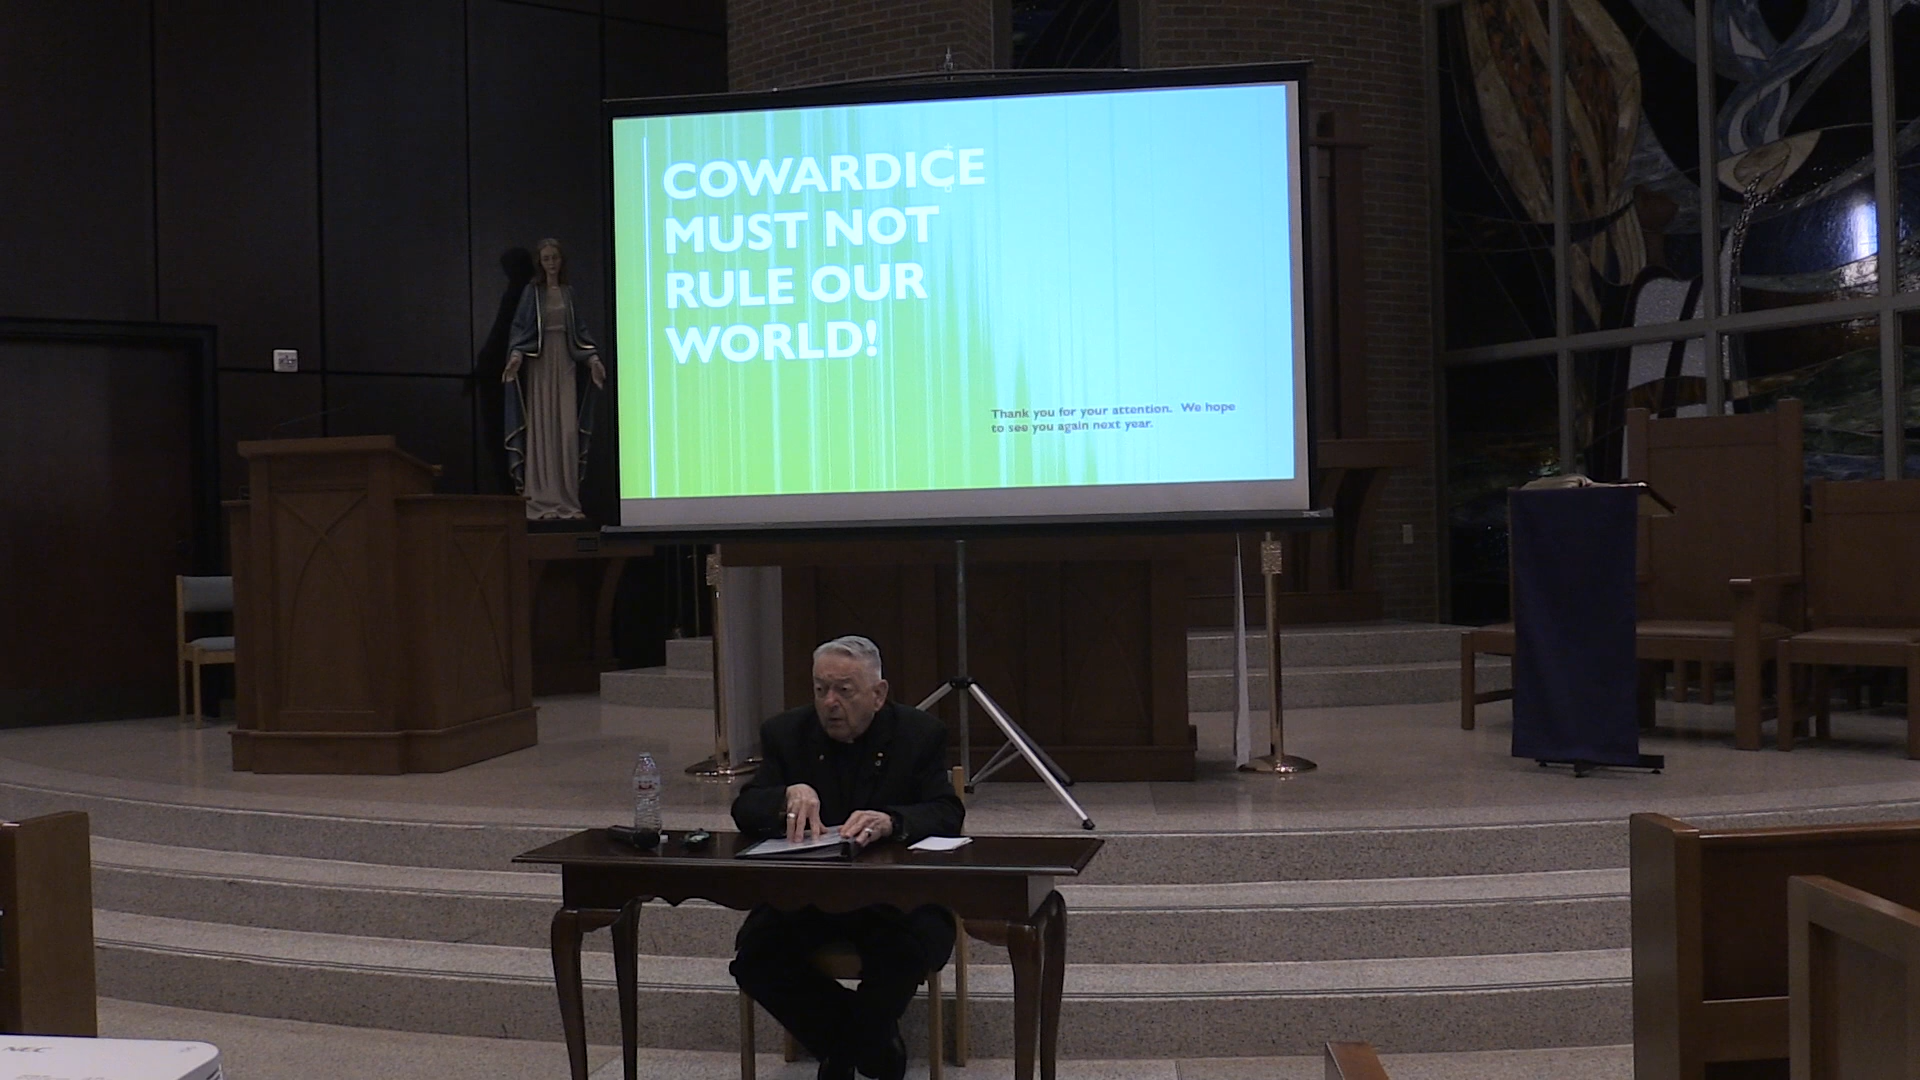 COWARDICE
MUST NOT
RULE OUR
WORLD!
Thank you for your attention. We hope
to see you again next year.
NEC